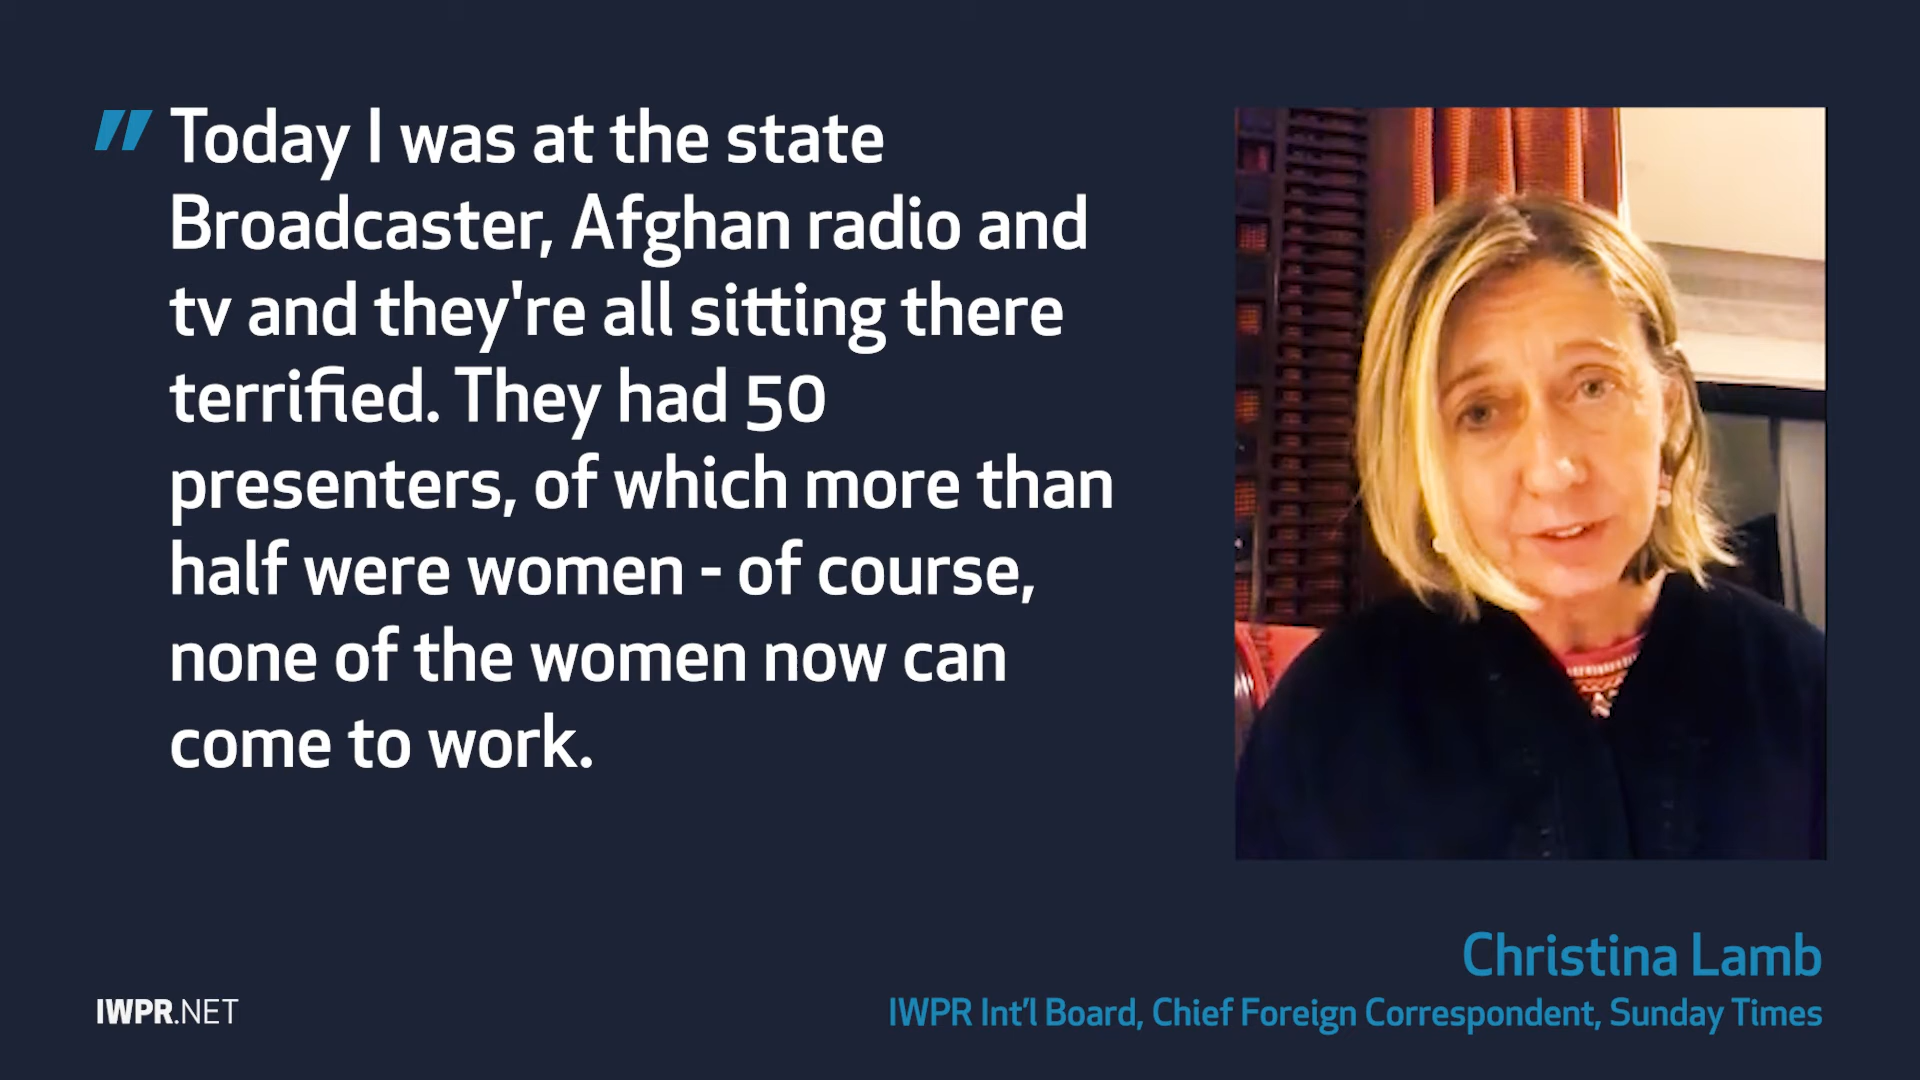 " Today I was at the state
Broadcaster, Afghan radio and
tv and they're all sitting there
terrified. They had 50
presenters, of which more than
half were women - of course,
none of the women now can
come to work.
Christina Lamb
IWPR Int'l Board, Chief Foreign Correspondent, Sunday Times
IWPR.NET